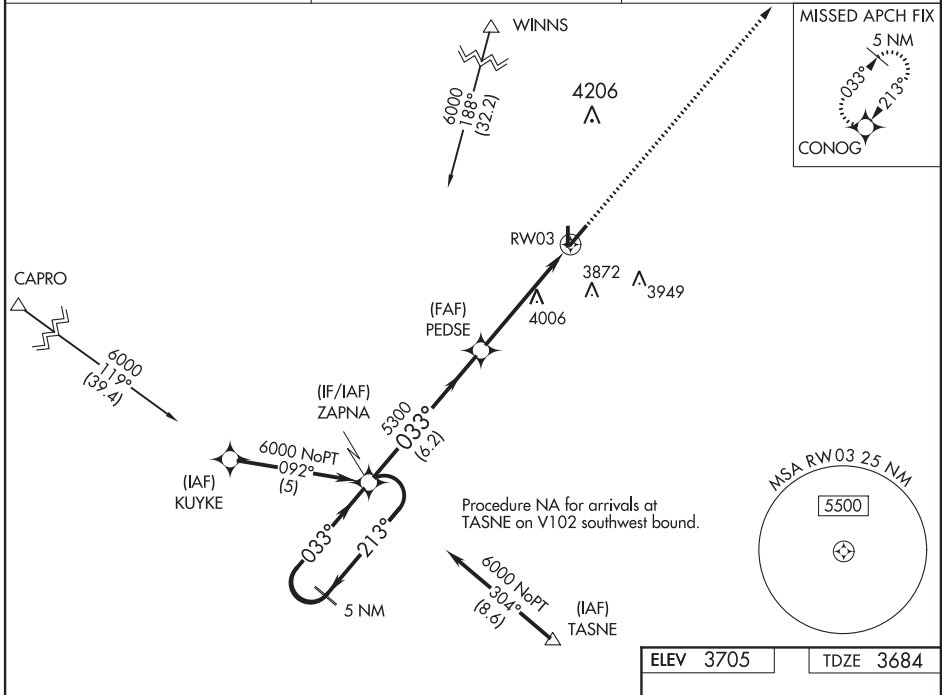 WINNS
6000
188°
(32.2)
4206
MISSED APCH FIX
5 NM
033°
213°
CONOG
RW03
3872
3949
4006
CAPRO
6000
119°
(39.4)
(FAF)
PEDSE
(IF/IAF)
ZAPNA
5300
033°
(6.2)
6000 NoPT
092°
(5)
(IAF)
KUYKE
033°
213°
5 NM
Procedure NA for arrivals at
TASNE on V102 southwest bound.
6000 NoPT
304°
(8.6)
(IAF)
TASNE
MSA RW03 25 NM
5500
ELEV 3705
TDZE 3684